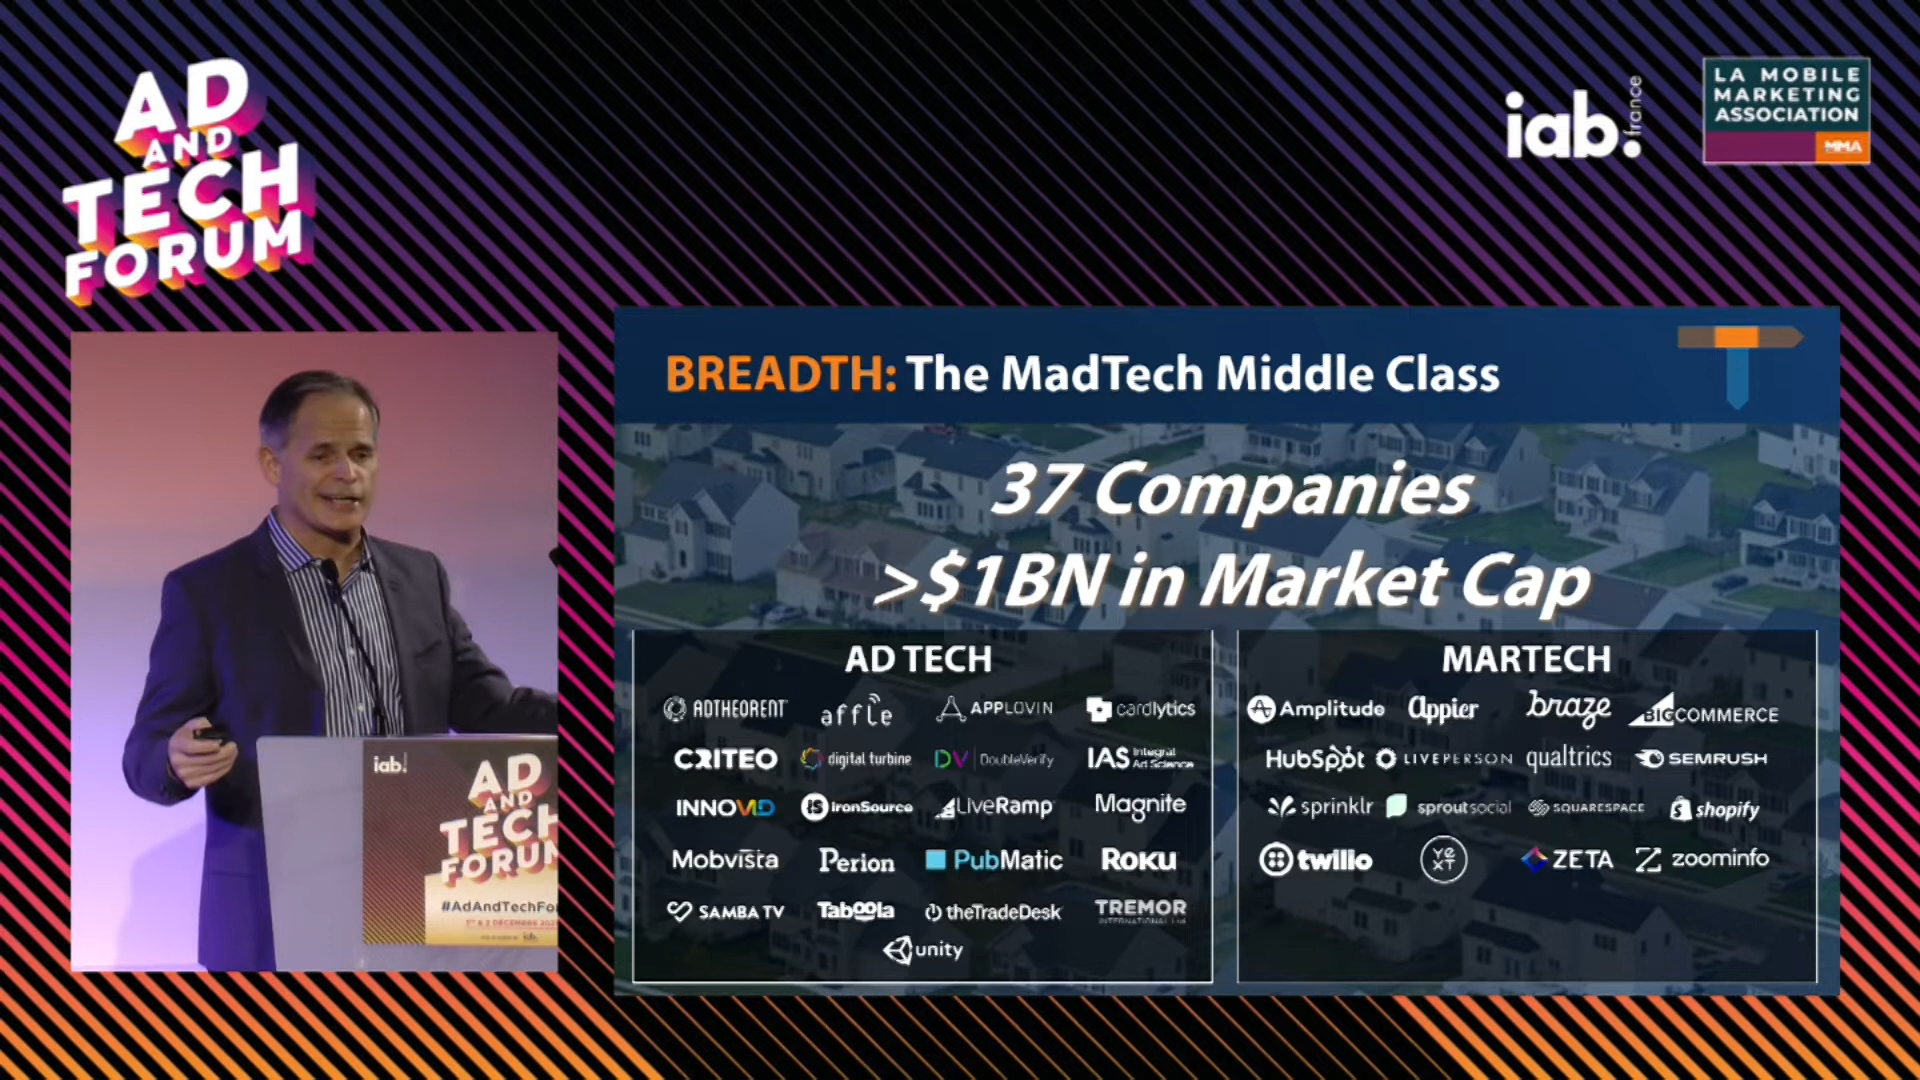 AD
AND
TECH
FORUM
iab.
france
LA MOBILE
MARKETING
ASSOCIATION
MMA
BREADTH: The MadTech Middle Class
37 Companies
>$1BN in Market Cap
AD TECH
ADTHEORENT affle APPLOVIN cardlytics
CRITEO digital turbine DV DoubleVerify IAS Integral Ad Science
INNOVID IS IronSource LiveRamp Magnite
Mobvista Perion PubMatic ROKU
SAMBA TV Taboola theTradeDesk TREMOR INTERNATIONAL Ltd
unity
MARTECH
Amplitude Appier braze BIGCOMMERCE
HubSpot LIVEPERSON qualtrics SEMRUSH
sprinklr sproutsocial SQUARESPACE shopify
twilio YEXT ZETA zoominfo
iab.
AD
AND
TECH
FORUM
#AdAndTechFo